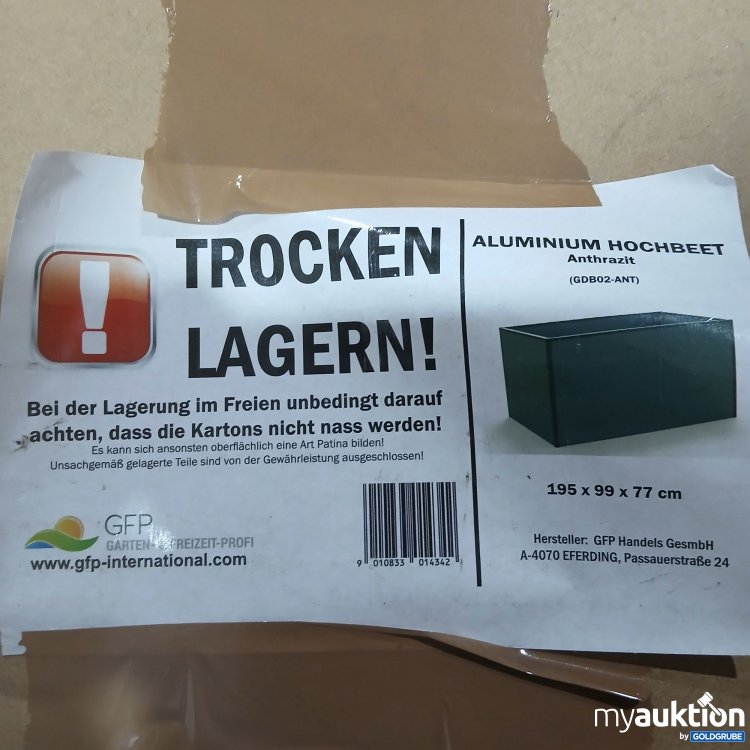 TROCKEN
LAGERN!
Bei der Lagerung im Freien unbedingt darauf
achten, dass die Kartons nicht nass werden!
Es kann sich ansonsten oberflächlich eine Art Patina bilden!
Unsachgemäß gelagerte Teile sind von der Gewährleistung ausgeschlossen!
GFP
GARTEN- FREIZEIT-PROFI
www.gfp-international.com
9 010833 014342
ALUMINIUM HOCHBEET
Anthrazit
(GDB02-ANT)
195 x 99 x 77 cm
Hersteller: GFP Handels GesmbH
A-4070 EFERDING, Passauerstraße 24
myauktion
by GOLDGRUBE